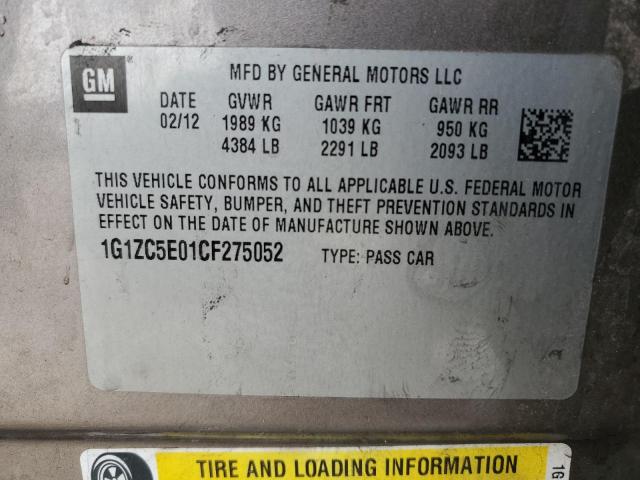 GM
MFD BY GENERAL MOTORS LLC
DATE GVWR GAWR FRT GAWR RR
02/12 1989 KG 1039 KG 950 KG
4384 LB 2291 LB 2093 LB
THIS VEHICLE CONFORMS TO ALL APPLICABLE U.S. FEDERAL MOTOR
VEHICLE SAFETY, BUMPER, AND THEFT PREVENTION STANDARDS IN
EFFECT ON THE DATE OF MANUFACTURE SHOWN ABOVE.
1G1ZC5E01CF275052 TYPE: PASS CAR
TIRE AND LOADING INFORMATION
1G